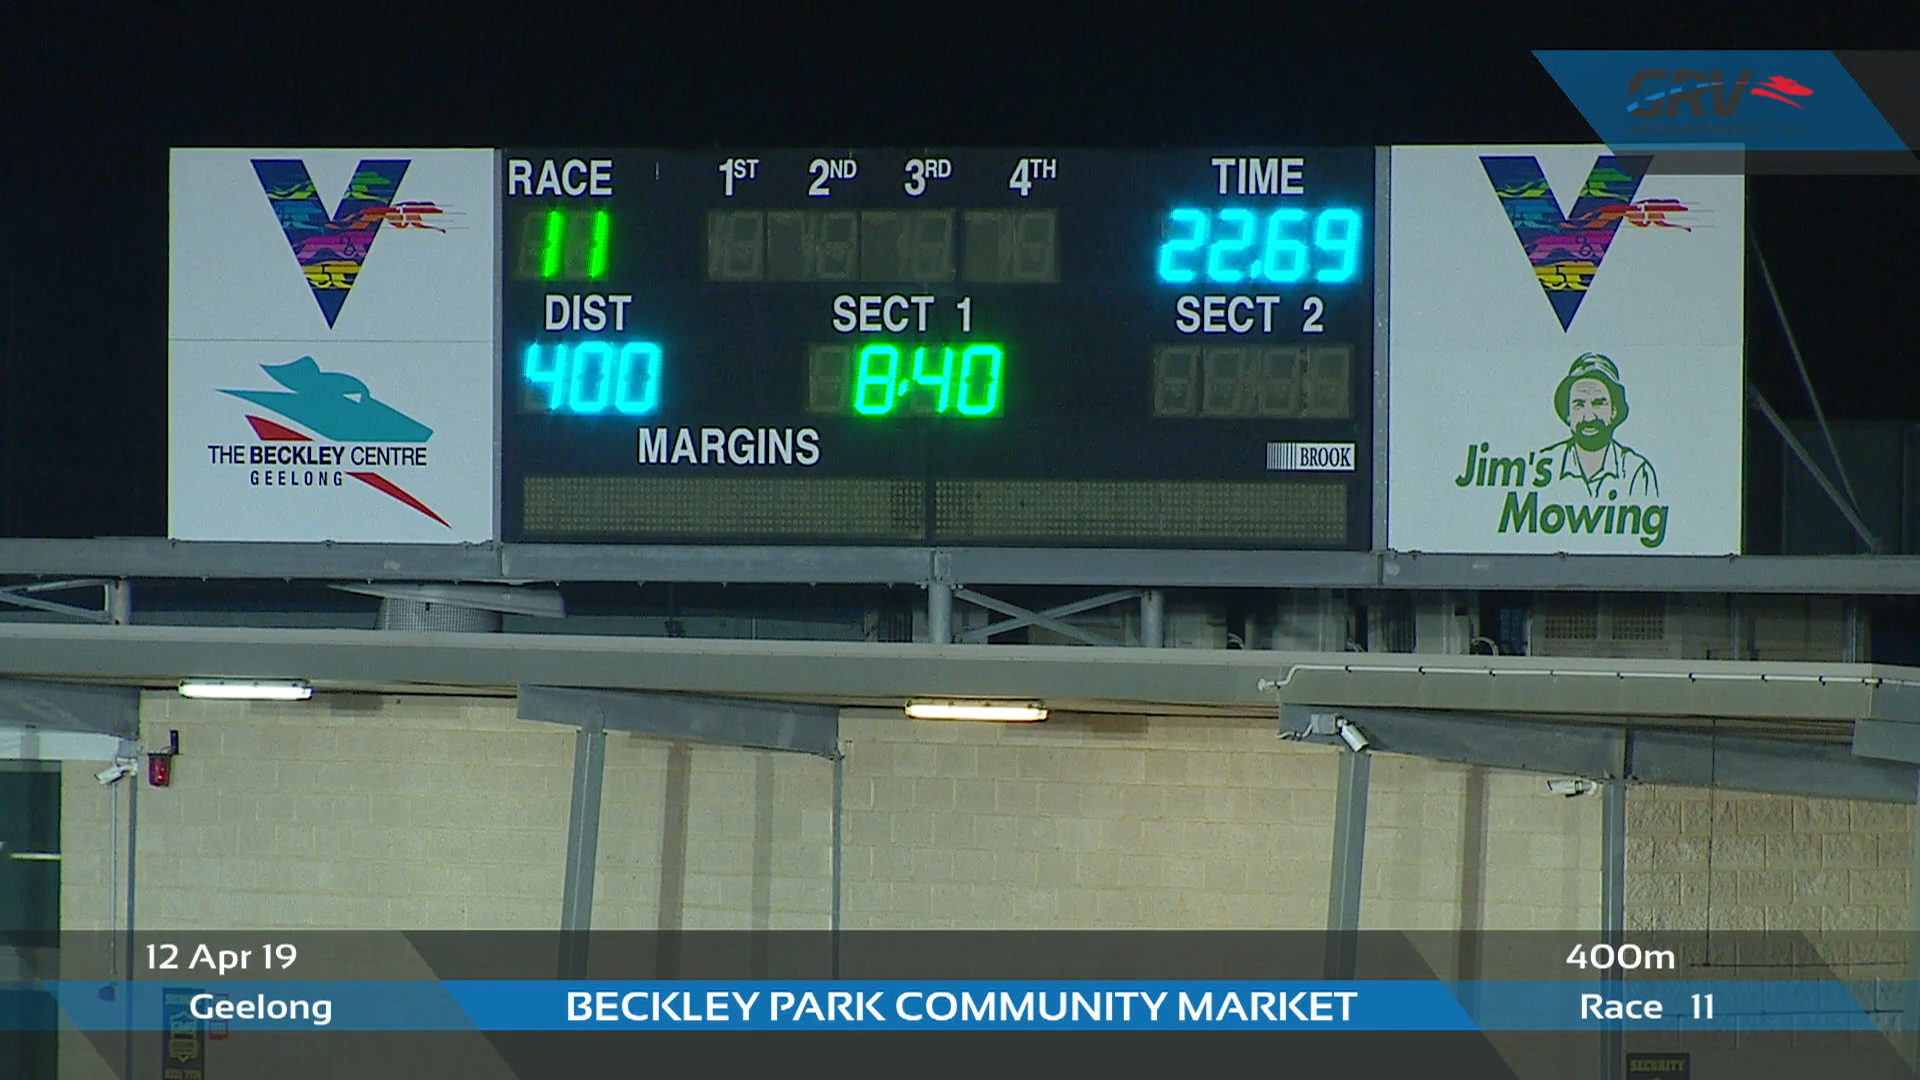 GRV
RACE 1ST 2ND 3RD 4TH TIME
11 22.69
DIST SECT 1 SECT 2
400 8.40
MARGINS
BROOK
THE BECKLEY CENTRE
GEELONG
Jim's
Mowing
12 Apr 19
400m
Geelong
BECKLEY PARK COMMUNITY MARKET
Race 11
SECURITY